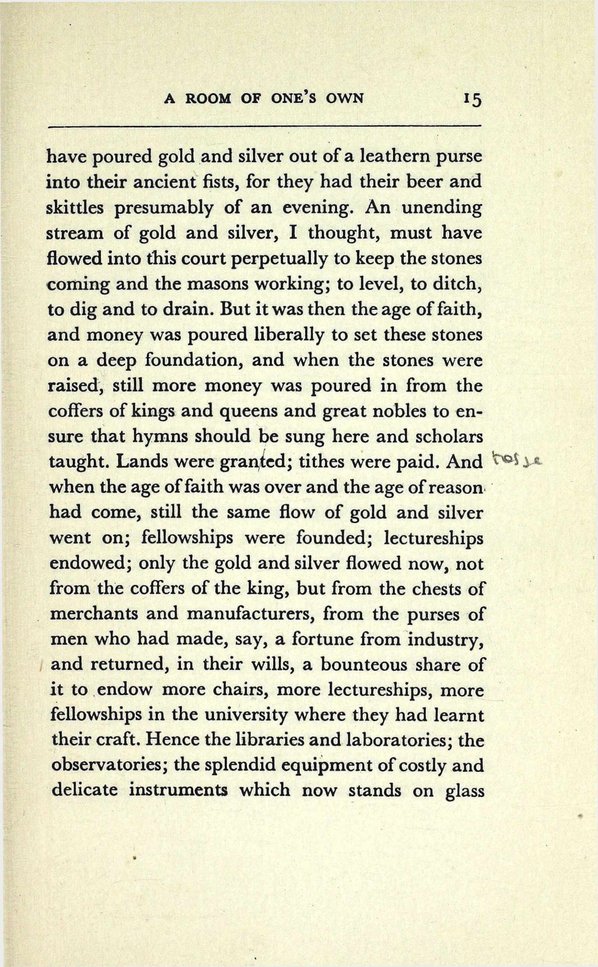 A ROOM OF ONE'S OWN 15
have poured gold and silver out of a leathern purse
into their ancient fists, for they had their beer and
skittles presumably of an evening. An unending
stream of gold and silver, I thought, must have
flowed into this court perpetually to keep the stones
coming and the masons working; to level, to ditch,
to dig and to drain. But it was then the age of faith,
and money was poured liberally to set these stones
on a deep foundation, and when the stones were
raised, still more money was poured in from the
coffers of kings and queens and great nobles to en-
sure that hymns should be sung here and scholars
taught. Lands were granted; tithes were paid. And
when the age of faith was over and the age of reason
had come, still the same flow of gold and silver
went on; fellowships were founded; lectureships
endowed; only the gold and silver flowed now, not
from the coffers of the king, but from the chests of
merchants and manufacturers, from the purses of
men who had made, say, a fortune from industry,
and returned, in their wills, a bounteous share of
it to endow more chairs, more lectureships, more
fellowships in the university where they had learnt
their craft. Hence the libraries and laboratories; the
observatories; the splendid equipment of costly and
delicate instruments which now stands on glass